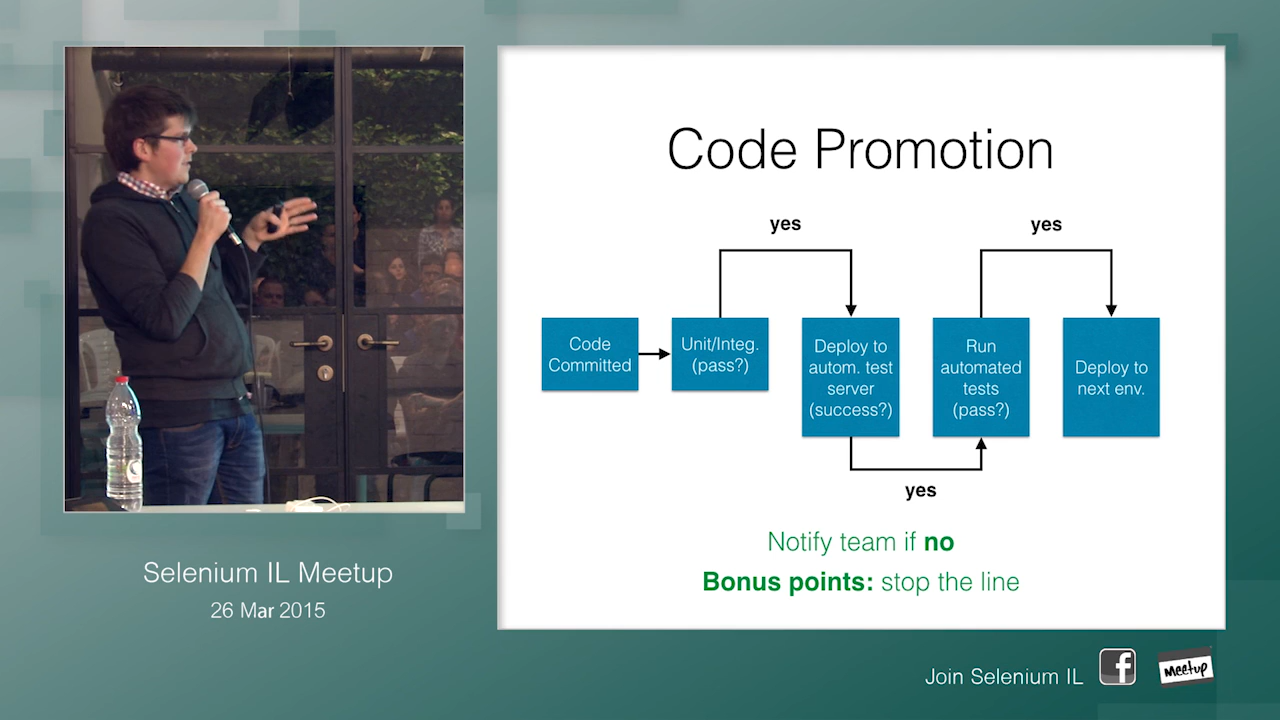 Code Promotion
yes
yes
Code
Committed
Unit/Integ.
(pass?)
Deploy to
autom. test
server
(success?)
Run
automated
tests
(pass?)
Deploy to
next env.
yes
Notify team if no
Bonus points: stop the line
Selenium IL Meetup
26 Mar 2015
Join Selenium IL
f
Meetup